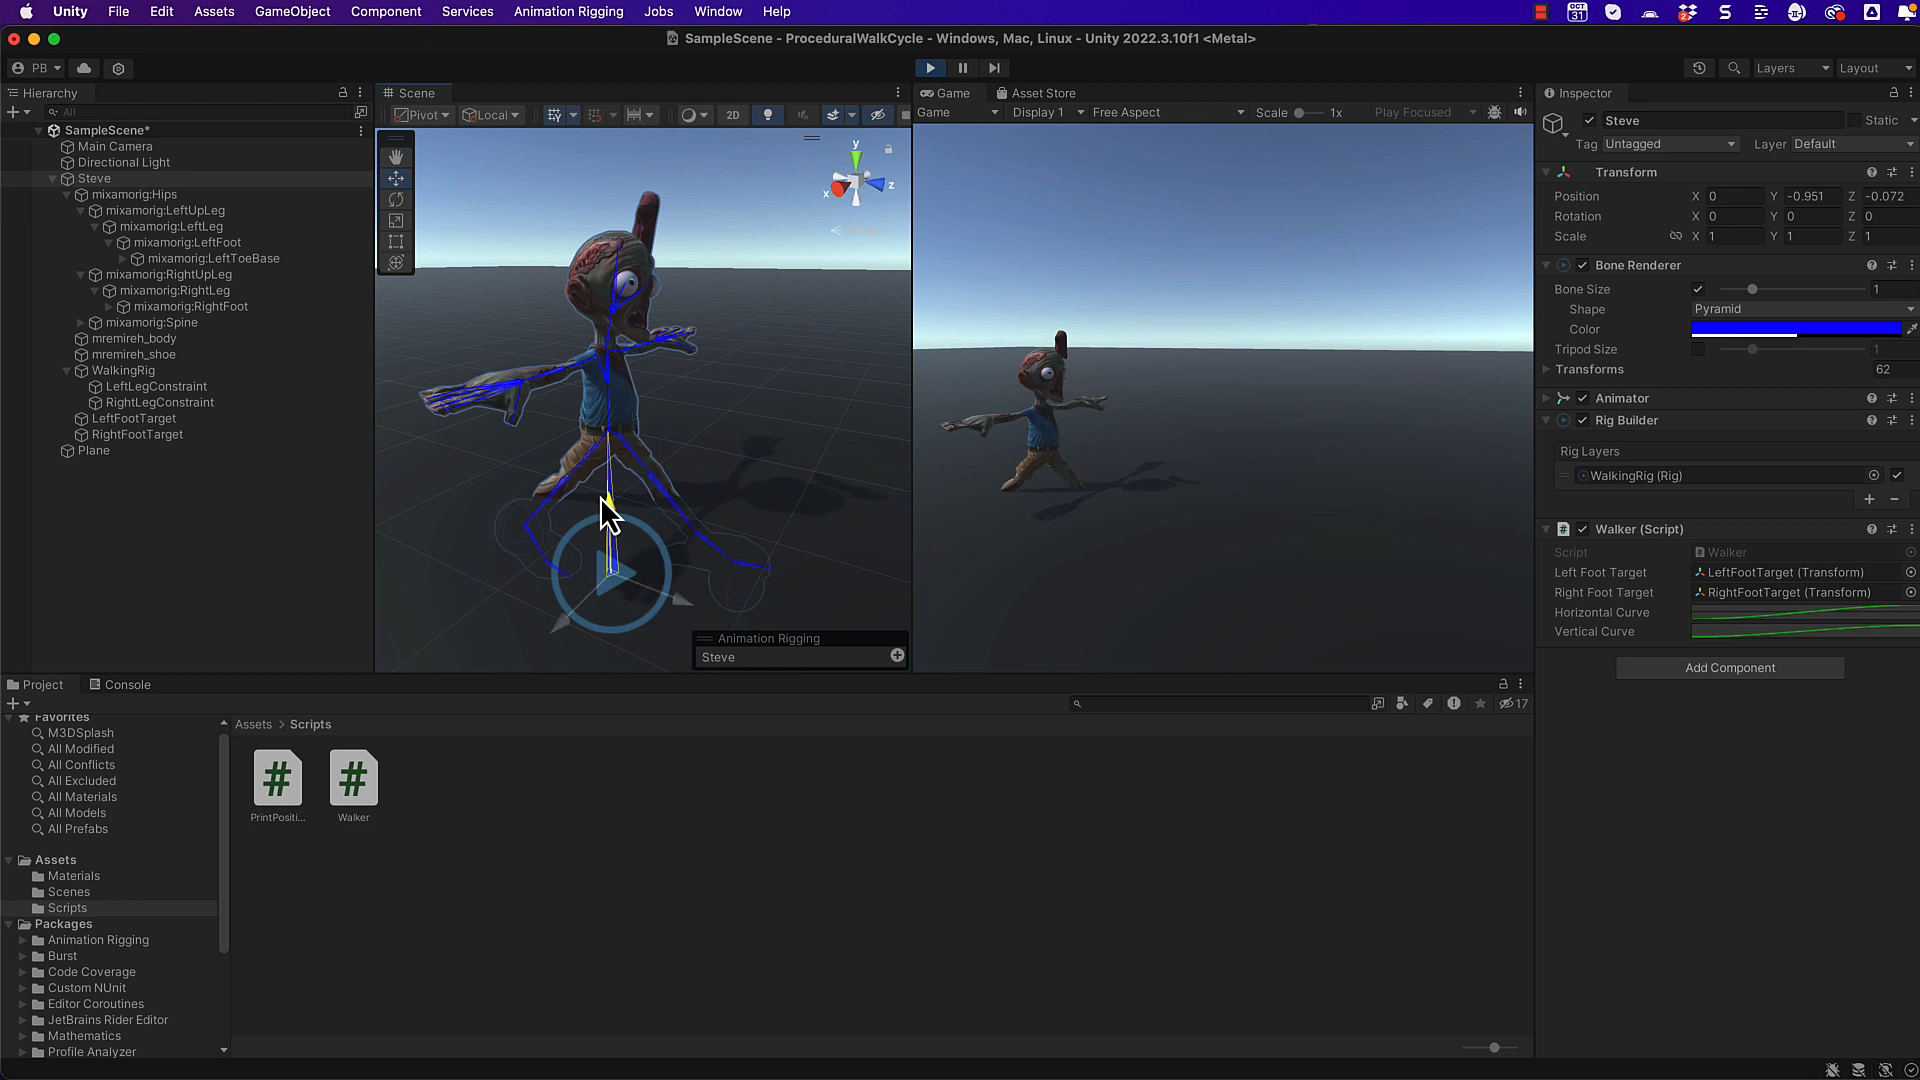 Unity File Edit Assets GameObject Component Services Animation Rigging Jobs Window Help
OCT
31
2
SampleScene - ProceduralWalkCycle - Windows, Mac, Linux - Unity 2022.3.10f1 <Metal>
PB
Layers
Layout
Hierarchy
All
SampleScene*
Main Camera
Directional Light
Steve
mixamorig:Hips
mixamorig:LeftUpLeg
mixamorig:LeftLeg
mixamorig:LeftFoot
mixamorig:LeftToeBase
mixamorig:RightUpLeg
mixamorig:RightLeg
mixamorig:RightFoot
mixamorig:Spine
mremireh_body
mremireh_shoe
WalkingRig
LeftLegConstraint
RightLegConstraint
LeftFootTarget
RightFootTarget
Plane
Scene
Pivot
Local
2D
y
x
z
Animation Rigging
Steve
Game
Asset Store
Game
Display 1
Free Aspect
Scale
1x
Play Focused
Inspector
Steve
Static
Tag Untagged
Layer Default
Transform
Position X 0 Y -0.951 Z -0.072
Rotation X 0 Y 0 Z 0
Scale X 1 Y 1 Z 1
Bone Renderer
Bone Size 1
Shape Pyramid
Color
Tripod Size 1
Transforms 62
Animator
Rig Builder
Rig Layers
WalkingRig (Rig)
Walker (Script)
Script Walker
Left Foot Target LeftFootTarget (Transform)
Right Foot Target RightFootTarget (Transform)
Horizontal Curve
Vertical Curve
Add Component
Project
Console
17
Favorites
M3DSplash
All Modified
All Conflicts
All Excluded
All Materials
All Models
All Prefabs
Assets
Materials
Scenes
Scripts
Packages
Animation Rigging
Burst
Code Coverage
Custom NUnit
Editor Coroutines
JetBrains Rider Editor
Mathematics
Profile Analyzer
Assets > Scripts
PrintPositi...
Walker